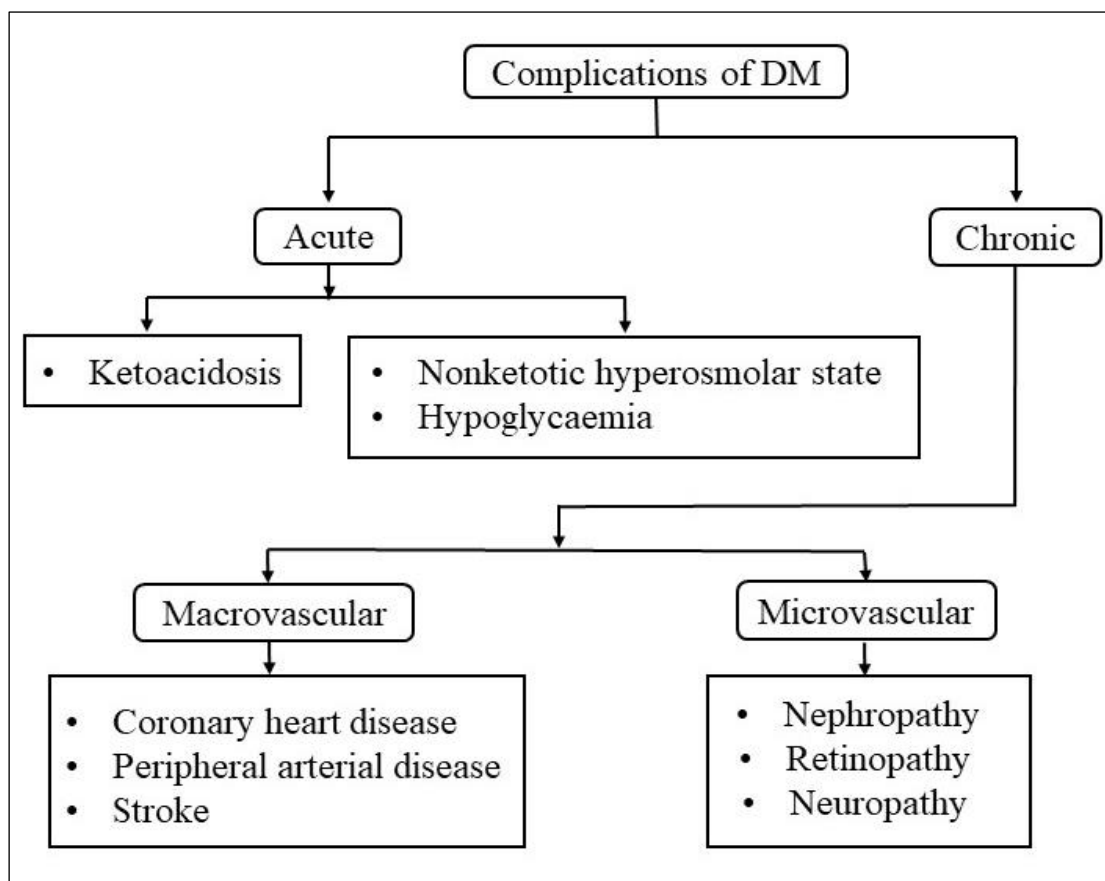 Complications of DM
Acute
Chronic
• Ketoacidosis
• Nonketotic hyperosmolar state
• Hypoglycaemia
Macrovascular
Microvascular
• Coronary heart disease
• Peripheral arterial disease
• Stroke
• Nephropathy
• Retinopathy
• Neuropathy